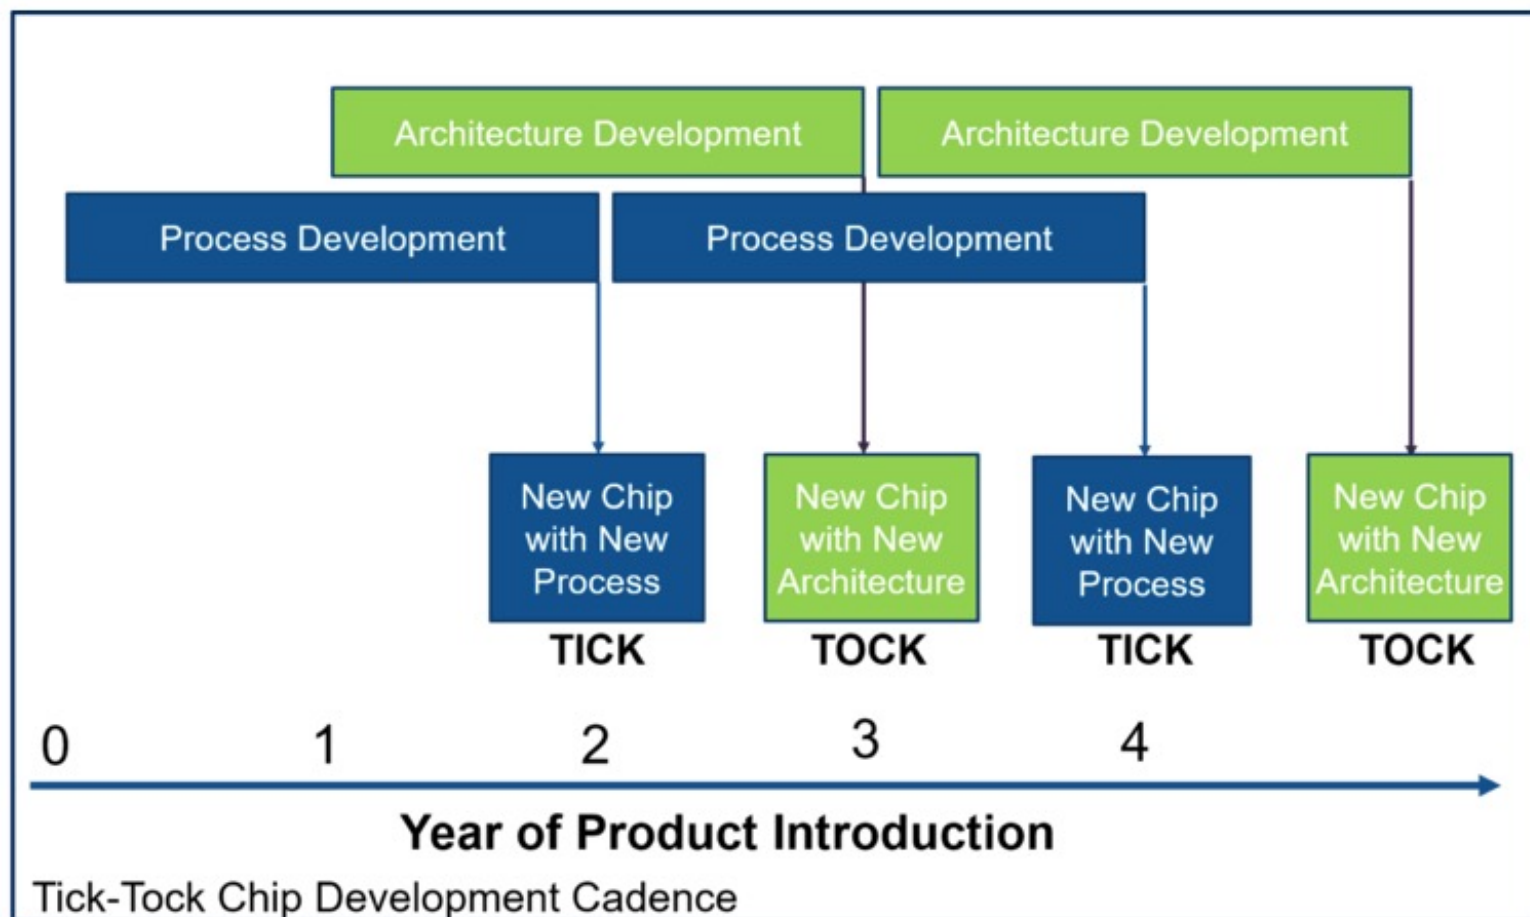 Architecture Development
Architecture Development
Process Development
Process Development
New Chip
with New
Process
TICK
New Chip
with New
Architecture
TOCK
New Chip
with New
Process
TICK
New Chip
with New
Architecture
TOCK
0 1 2 3 4
Year of Product Introduction
Tick-Tock Chip Development Cadence